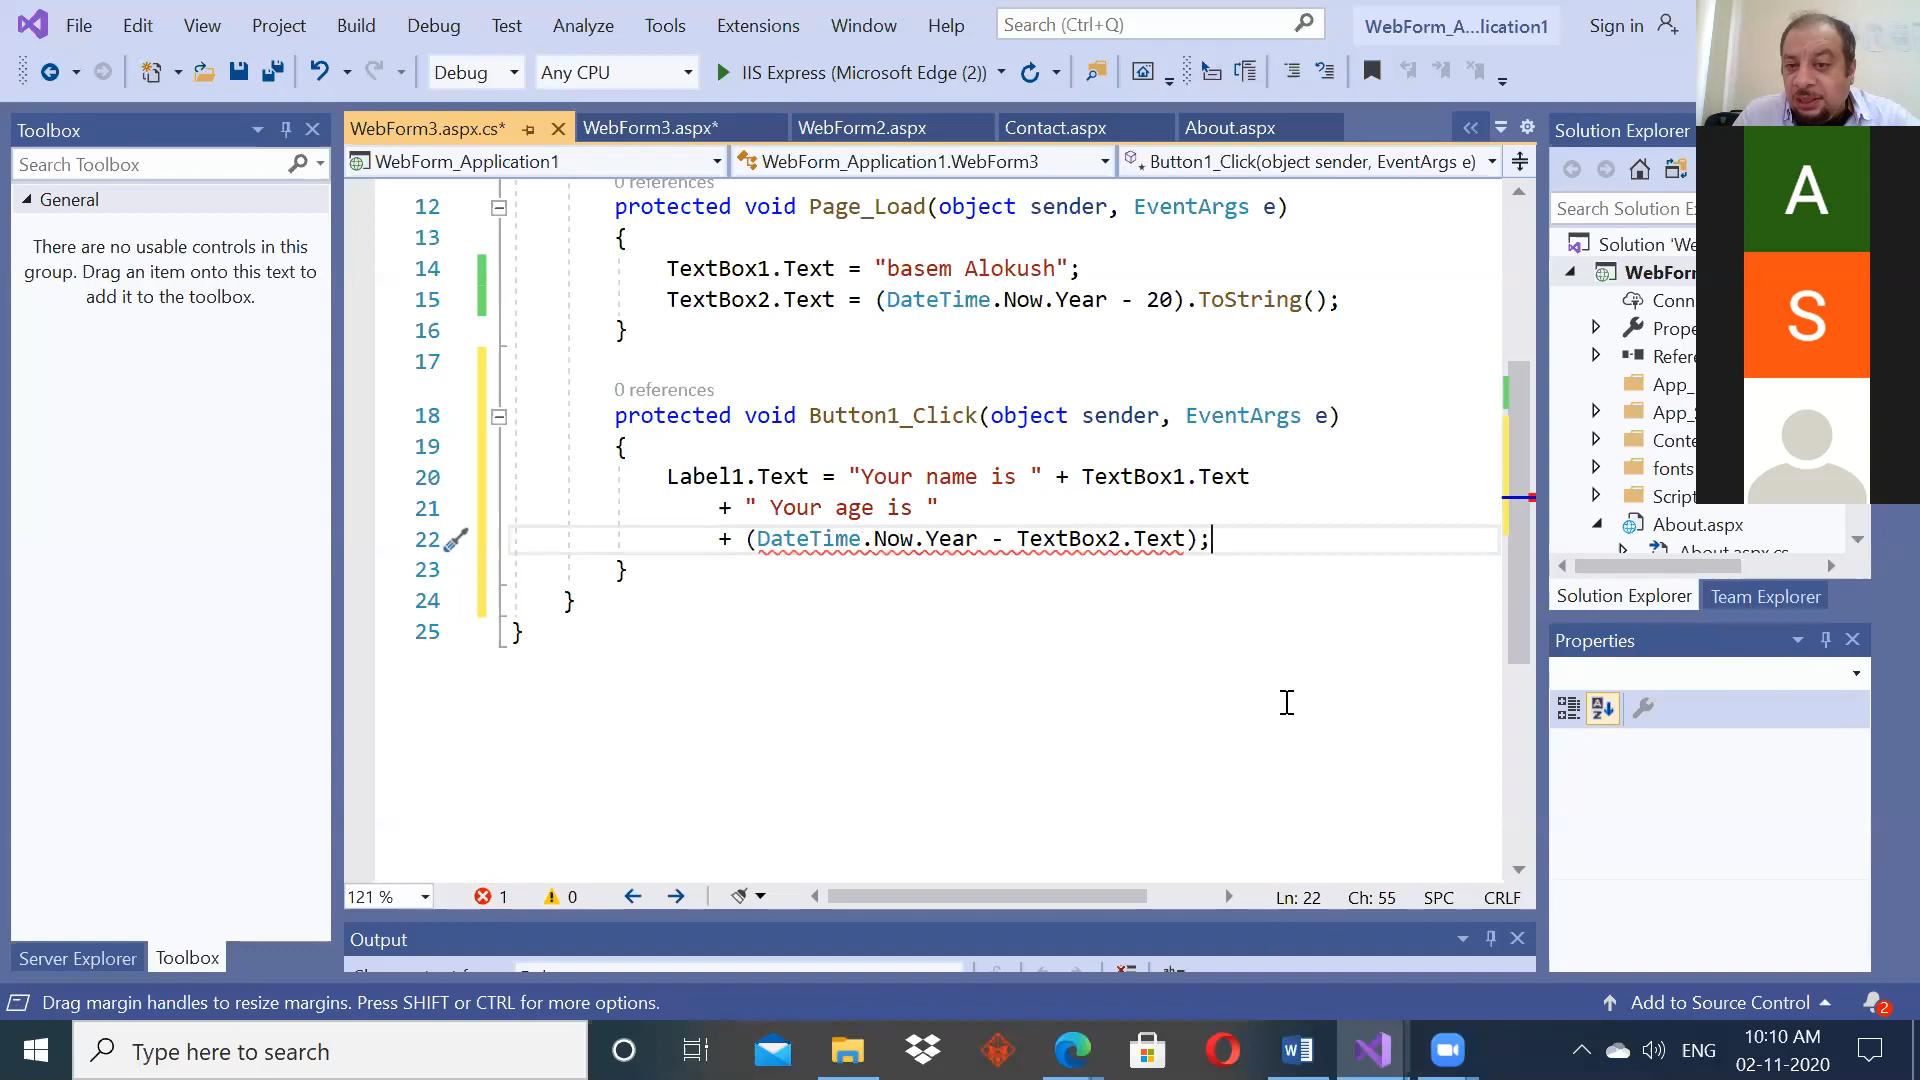 File Edit View Project Build Debug Test Analyze Tools Extensions Window Help Search (Ctrl+Q) WebForm_A...lication1 Sign in
Debug Any CPU IIS Express (Microsoft Edge (2))
Toolbox
Search Toolbox
General
There are no usable controls in this
group. Drag an item onto this text to
add it to the toolbox.
Server Explorer Toolbox
WebForm3.aspx.cs* WebForm3.aspx* WebForm2.aspx Contact.aspx About.aspx
WebForm_Application1 WebForm_Application1.WebForm3 Button1_Click(object sender, EventArgs e)
0 references
12 protected void Page_Load(object sender, EventArgs e)
13 {
14 TextBox1.Text = "basem Alokush";
15 TextBox2.Text = (DateTime.Now.Year - 20).ToString();
16 }
17
0 references
18 protected void Button1_Click(object sender, EventArgs e)
19 {
20 Label1.Text = "Your name is " + TextBox1.Text
21 + " Your age is "
22 + (DateTime.Now.Year - TextBox2.Text);
23 }
24 }
25 }
121 % 1 0 Ln: 22 Ch: 55 SPC CRLF
Output
Solution Explorer
Search Solution E
Solution 'We
WebForm
Conn
Prope
Refere
App_
App_
Conte
fonts
Script
About.aspx
About.aspx.cs
Solution Explorer Team Explorer
Properties
A
S
Drag margin handles to resize margins. Press SHIFT or CTRL for more options. Add to Source Control 2
Type here to search
ENG
10:10 AM
02-11-2020